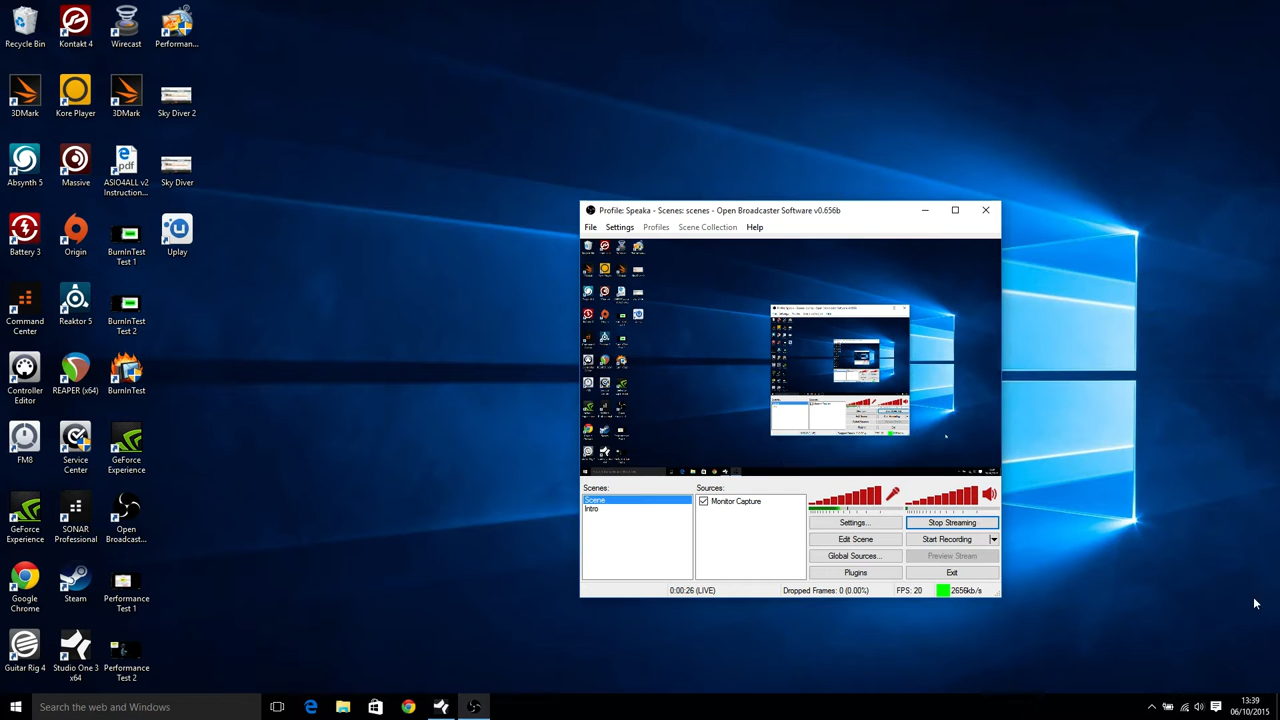 Recycle Bin
Kontakt 4
Wirecast
Performan...
3DMark
Kore Player
3DMark
Sky Diver 2
Absynth 5
Massive
ASIO4ALL v2
Instruction...
Sky Diver
Battery 3
Origin
BurnInTest
Test 1
Uplay
Command
Center
Reaktor 5
BurnInTest
Test 2
Controller
Editor
REAPER (x64)
BurnInTest
FM8
Service
Center
GeForce
Experience
GeForce
Experience
SONAR
Professional
Open
Broadcast...
Google
Chrome
Steam
Performance
Test 1
Guitar Rig 4
Studio One 3
x64
Performance
Test 2
Profile: Speaka - Scenes: scenes - Open Broadcaster Software v0.656b
File Settings Profiles Scene Collection Help
Scenes:
Scene
Intro
Sources:
Monitor Capture
Settings... Stop Streaming
Edit Scene Start Recording
Global Sources... Preview Stream
Plugins Exit
0:00:26 (LIVE) Dropped Frames: 0 (0.00%) FPS: 20 2656kb/s
Search the web and Windows
13:39
06/10/2015